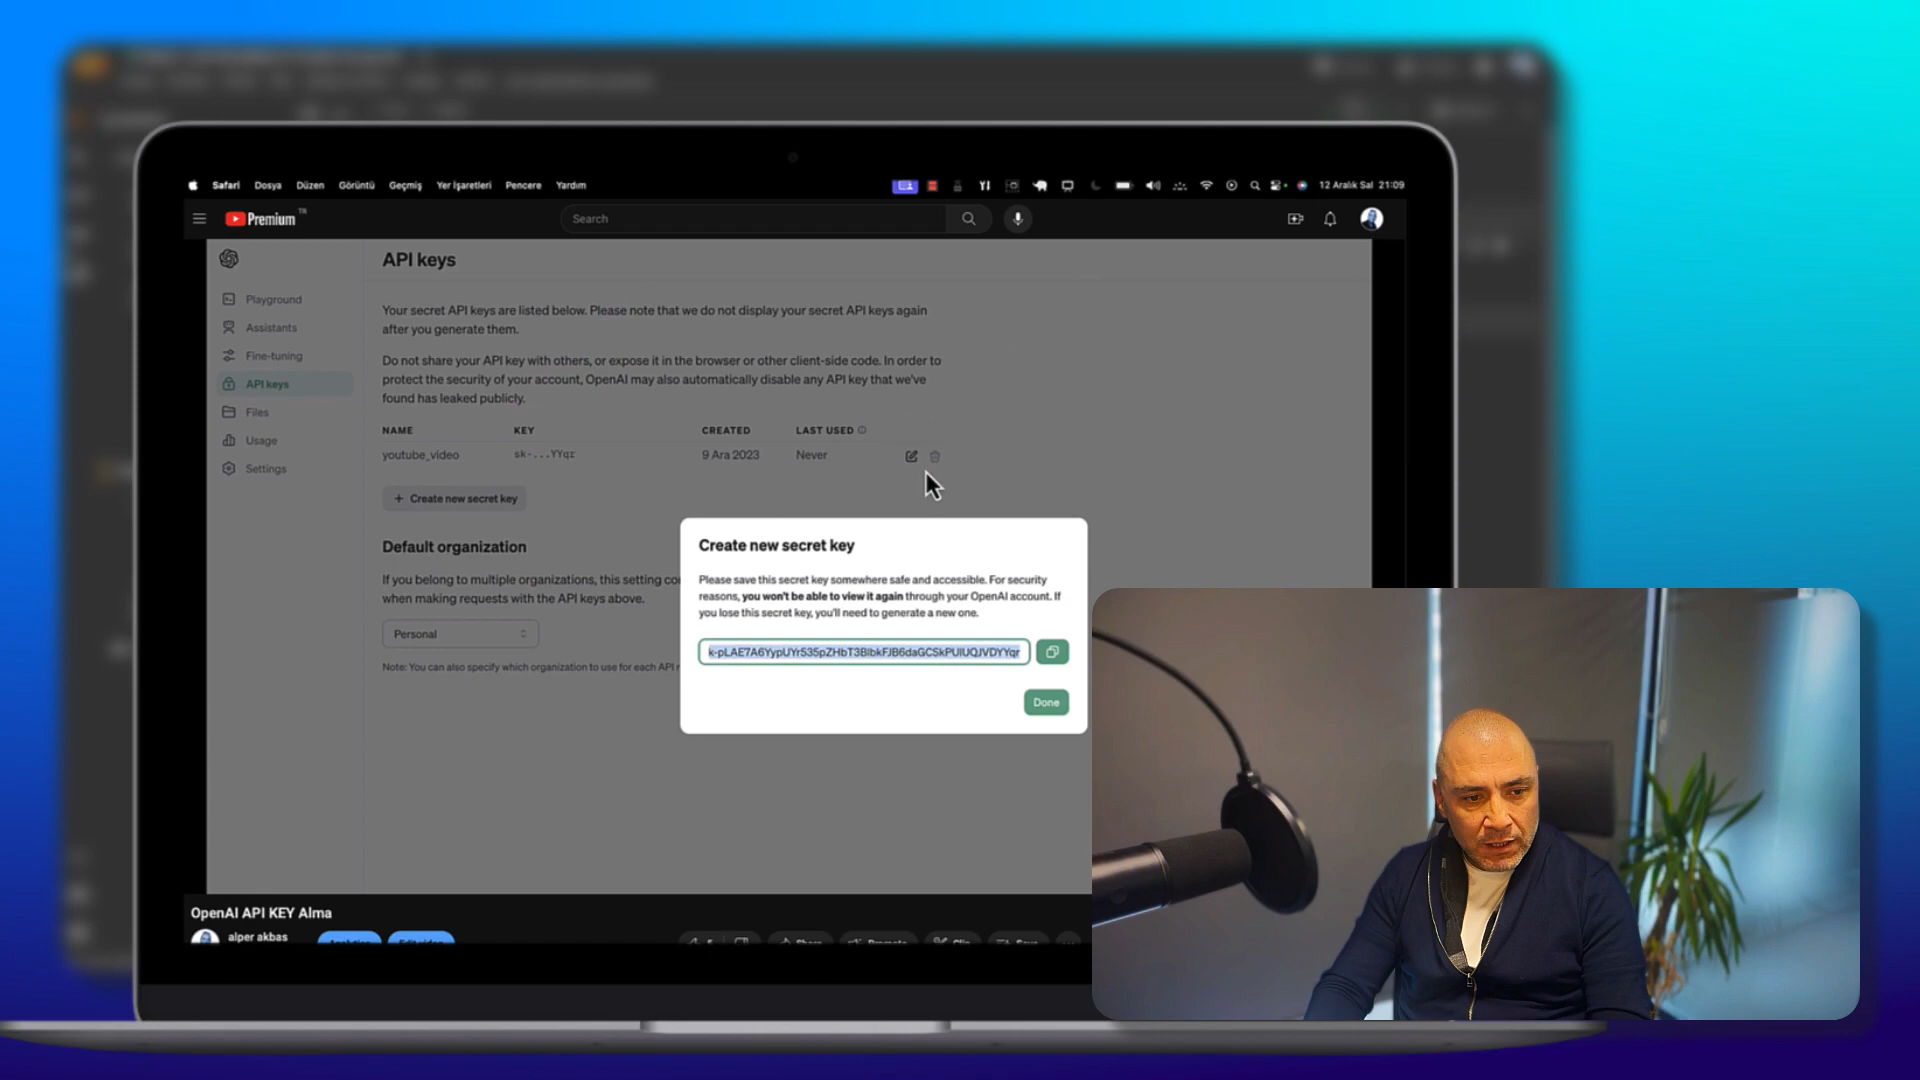 Safari Dosya Düzen Görüntü Geçmiş Yer İşaretleri Pencere Yardım 12 Aralık Sal 21:09
Premium TR
Search
API keys
Playground
Assistants
Fine-tuning
API keys
Files
Usage
Settings
Your secret API keys are listed below. Please note that we do not display your secret API keys again
after you generate them.
Do not share your API key with others, or expose it in the browser or other client-side code. In order to
protect the security of your account, OpenAI may also automatically disable any API key that we've
found has leaked publicly.
NAME KEY CREATED LAST USED
youtube_video sk-...YYqr 9 Ara 2023 Never
+ Create new secret key
Default organization
If you belong to multiple organizations, this setting
when making requests with the API keys above.
Personal
Note: You can also specify which organization to use for each API
Create new secret key
Please save this secret key somewhere safe and accessible. For security
reasons, you won't be able to view it again through your OpenAI account. If
you lose this secret key, you'll need to generate a new one.
Done
OpenAI API KEY Alma
alper akbas